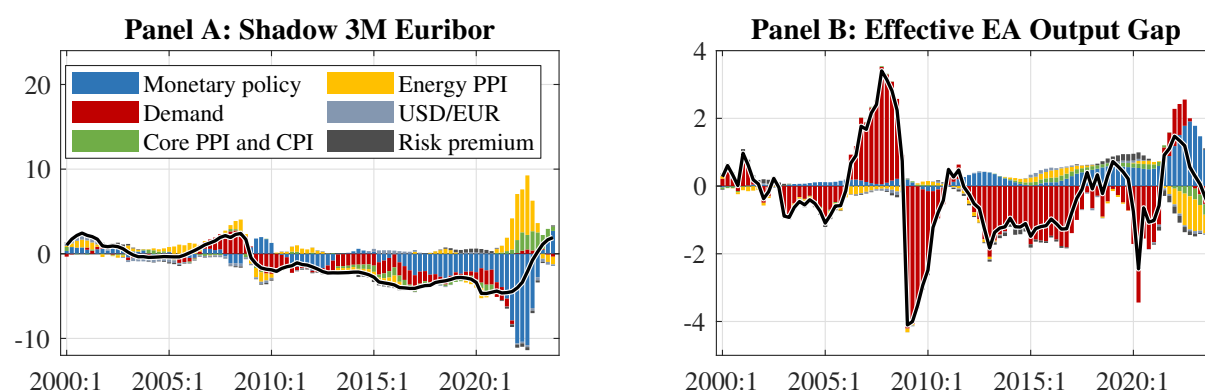 Panel A: Shadow 3M Euribor
20
10
0
-10
Monetary policy
Demand
Core PPI and CPI
Energy PPI
USD/EUR
Risk premium
2000:1 2005:1 2010:1 2015:1 2020:1
Panel B: Effective EA Output Gap
4
2
0
-2
-4
2000:1 2005:1 2010:1 2015:1 2020:1